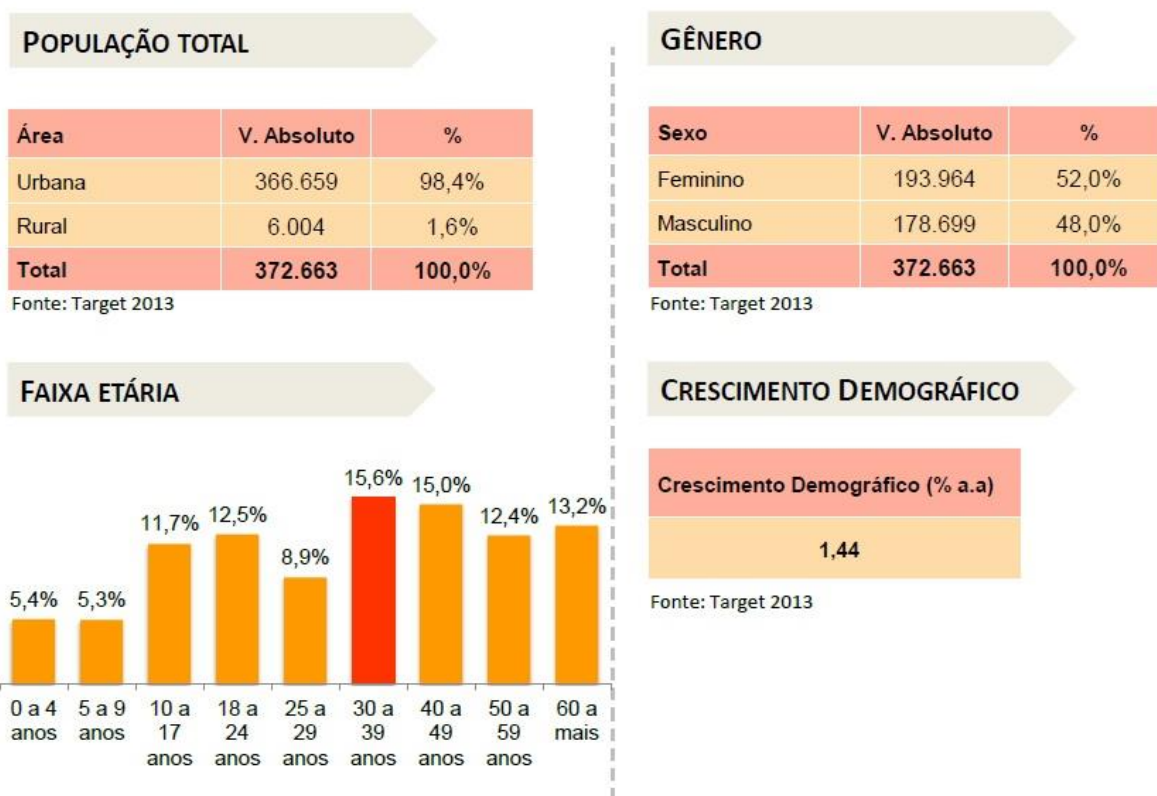 POPULAÇÃO TOTAL
Área V. Absoluto %
Urbana 366.659 98,4%
Rural 6.004 1,6%
Total 372.663 100,0%
Fonte: Target 2013
GÊNERO
Sexo V. Absoluto %
Feminino 193.964 52,0%
Masculino 178.699 48,0%
Total 372.663 100,0%
Fonte: Target 2013
FAIXA ETÁRIA
5,4% 5,3% 11,7% 12,5% 8,9% 15,6% 15,0% 12,4% 13,2%
0 a 4 5 a 9 10 a 18 a 25 a 30 a 40 a 50 a 60 a
anos anos 17 24 29 39 49 59 mais
anos anos anos anos anos anos
CRESCIMENTO DEMOGRÁFICO
Crescimento Demográfico (% a.a)
1,44
Fonte: Target 2013